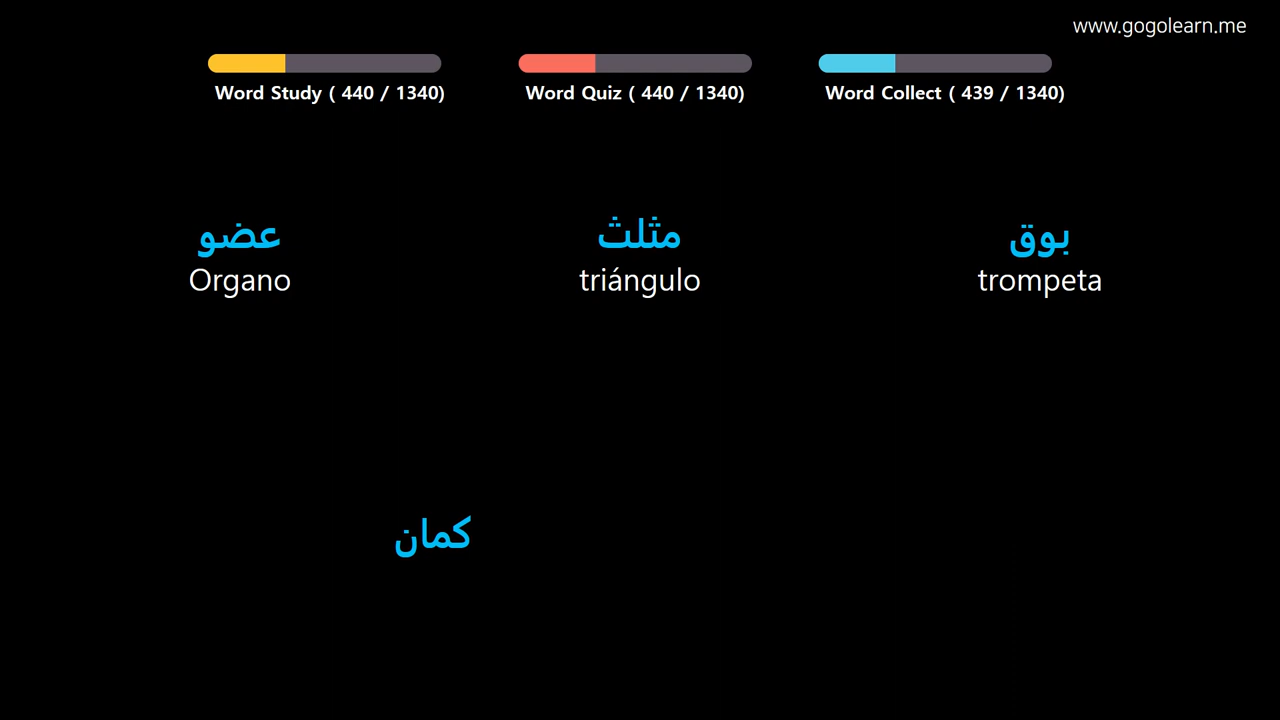 www.gogolearn.me
Word Study ( 440 / 1340)
Word Quiz ( 440 / 1340)
Word Collect ( 439 / 1340)
عضو
Organo
مثلث
triángulo
بوق
trompeta
كمان